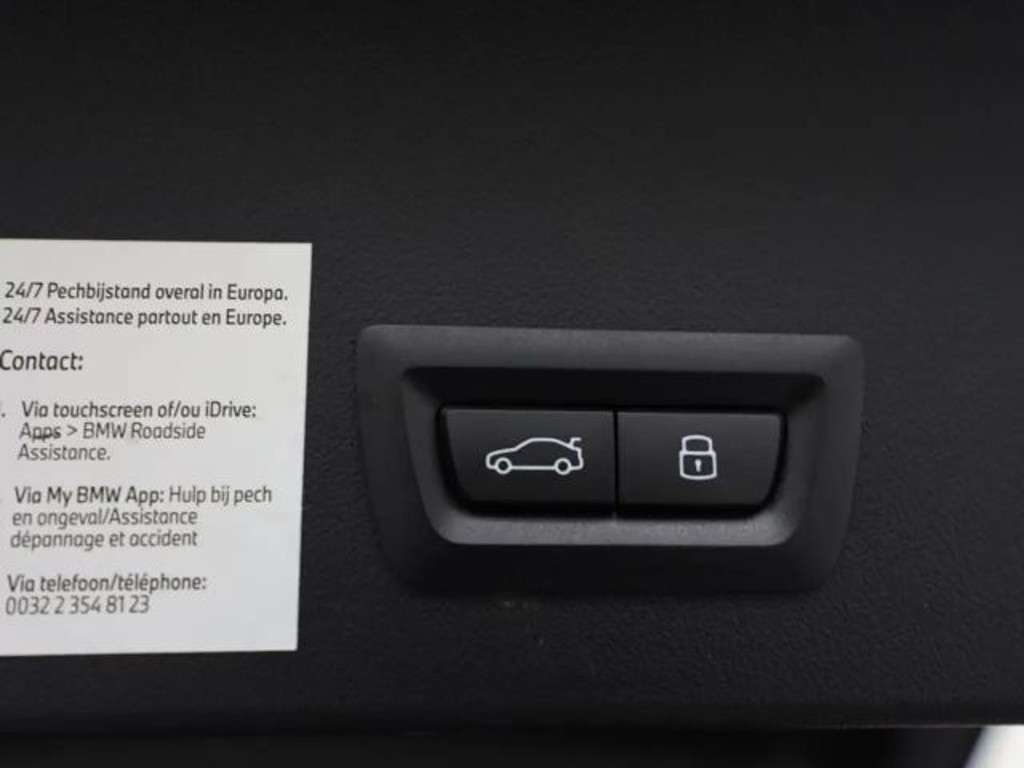 24/7 Pechbijstand overal in Europa.
24/7 Assistance partout en Europe.
Contact:
Via touchscreen of/ou iDrive:
Apps > BMW Roadside
Assistance.
Via My BMW App: Hulp bij pech
en ongeval/Assistance
dépannage et accident
Via telefoon/téléphone:
0032 2 354 81 23